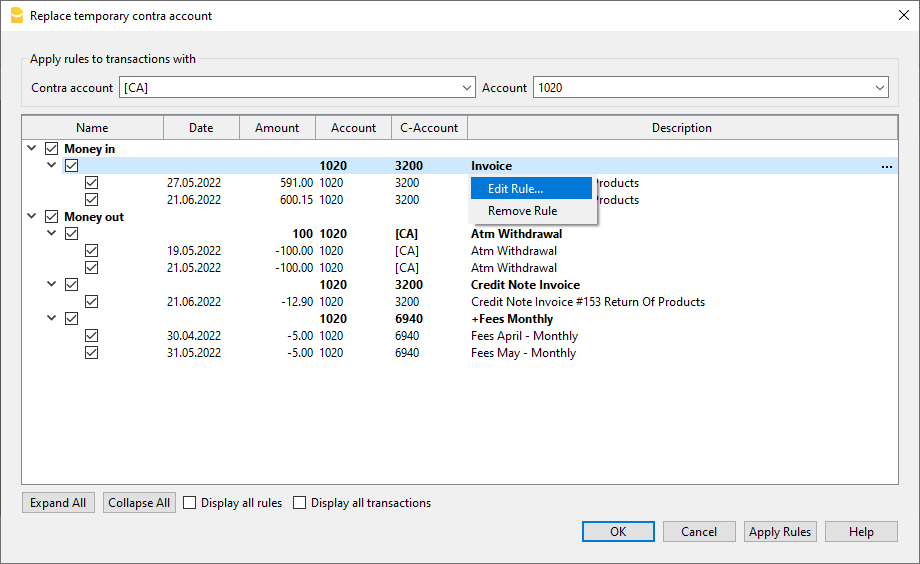 Replace temporary contra account
Apply rules to transactions with
Contra account [CA] Account 1020
Name Date Amount Account C-Account Description
Money in
1020 3200 Invoice ...
27.05.2022 591.00 1020 3200 Products
Edit Rule...
21.06.2022 600.15 1020 3200 roducts
Remove Rule
Money out
100 1020 [CA] Atm Withdrawal
19.05.2022 -100.00 1020 [CA] Atm Withdrawal
21.05.2022 -100.00 1020 [CA] Atm Withdrawal
1020 3200 Credit Note Invoice
21.06.2022 -12.90 1020 3200 Credit Note Invoice #153 Return Of Products
1020 6940 +Fees Monthly
30.04.2022 -5.00 1020 6940 Fees April - Monthly
31.05.2022 -5.00 1020 6940 Fees May - Monthly
Expand All Collapse All Display all rules Display all transactions
OK Cancel Apply Rules Help